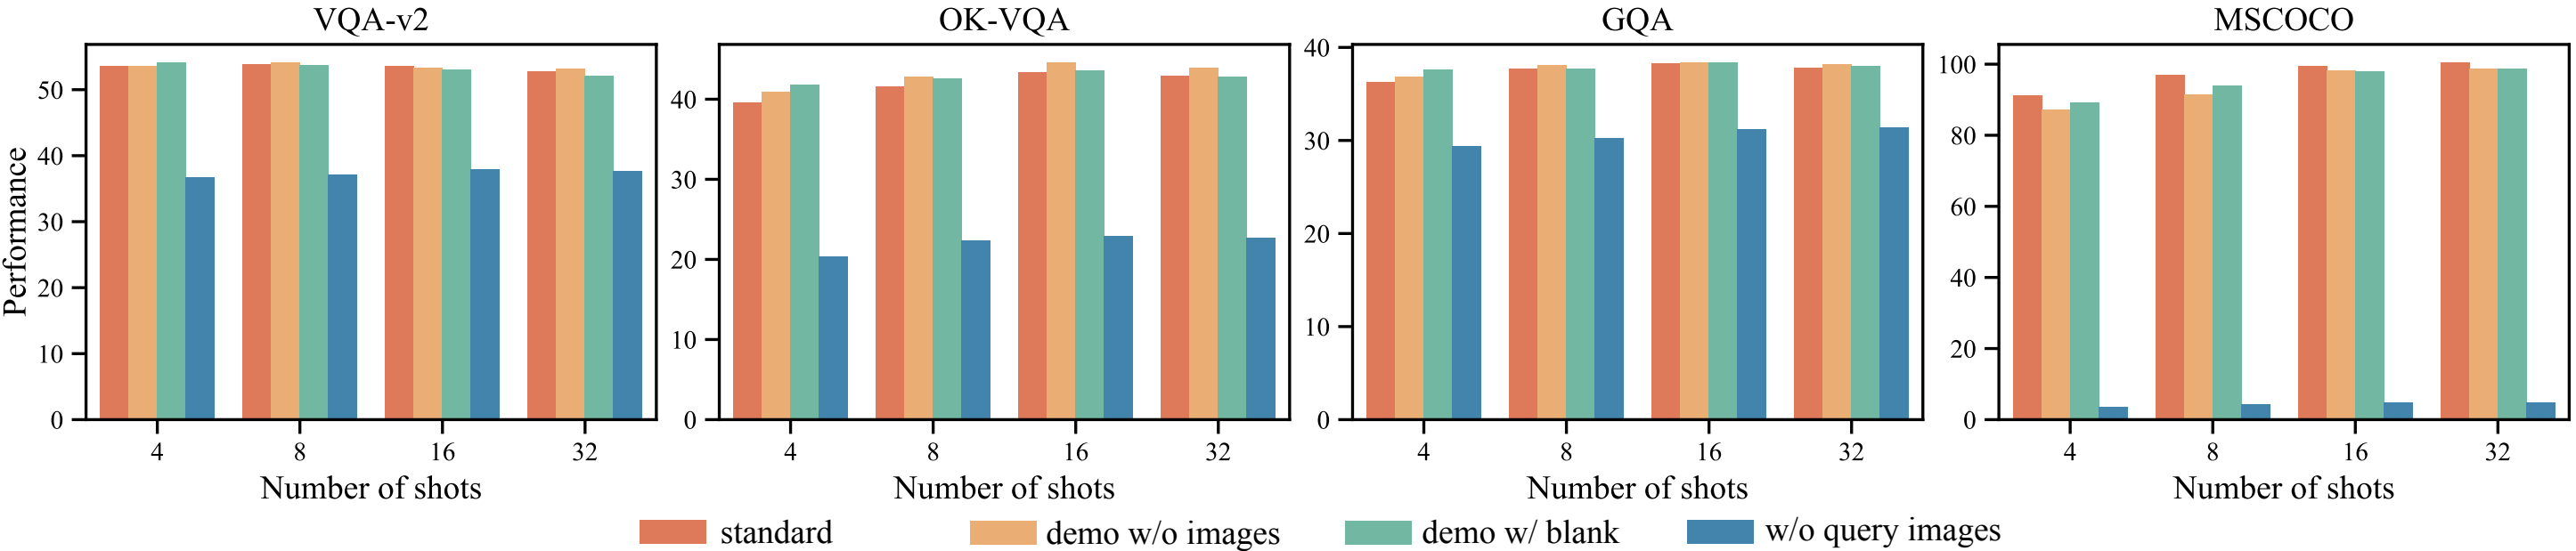 VQA-v2
OK-VQA
GQA
MSCOCO
Performance
50
40
30
20
10
0
4 8 16 32
Number of shots
40
30
20
10
0
4 8 16 32
Number of shots
40
30
20
10
0
4 8 16 32
Number of shots
100
80
60
40
20
0
4 8 16 32
Number of shots
standard
demo w/o images
demo w/ blank
w/o query images